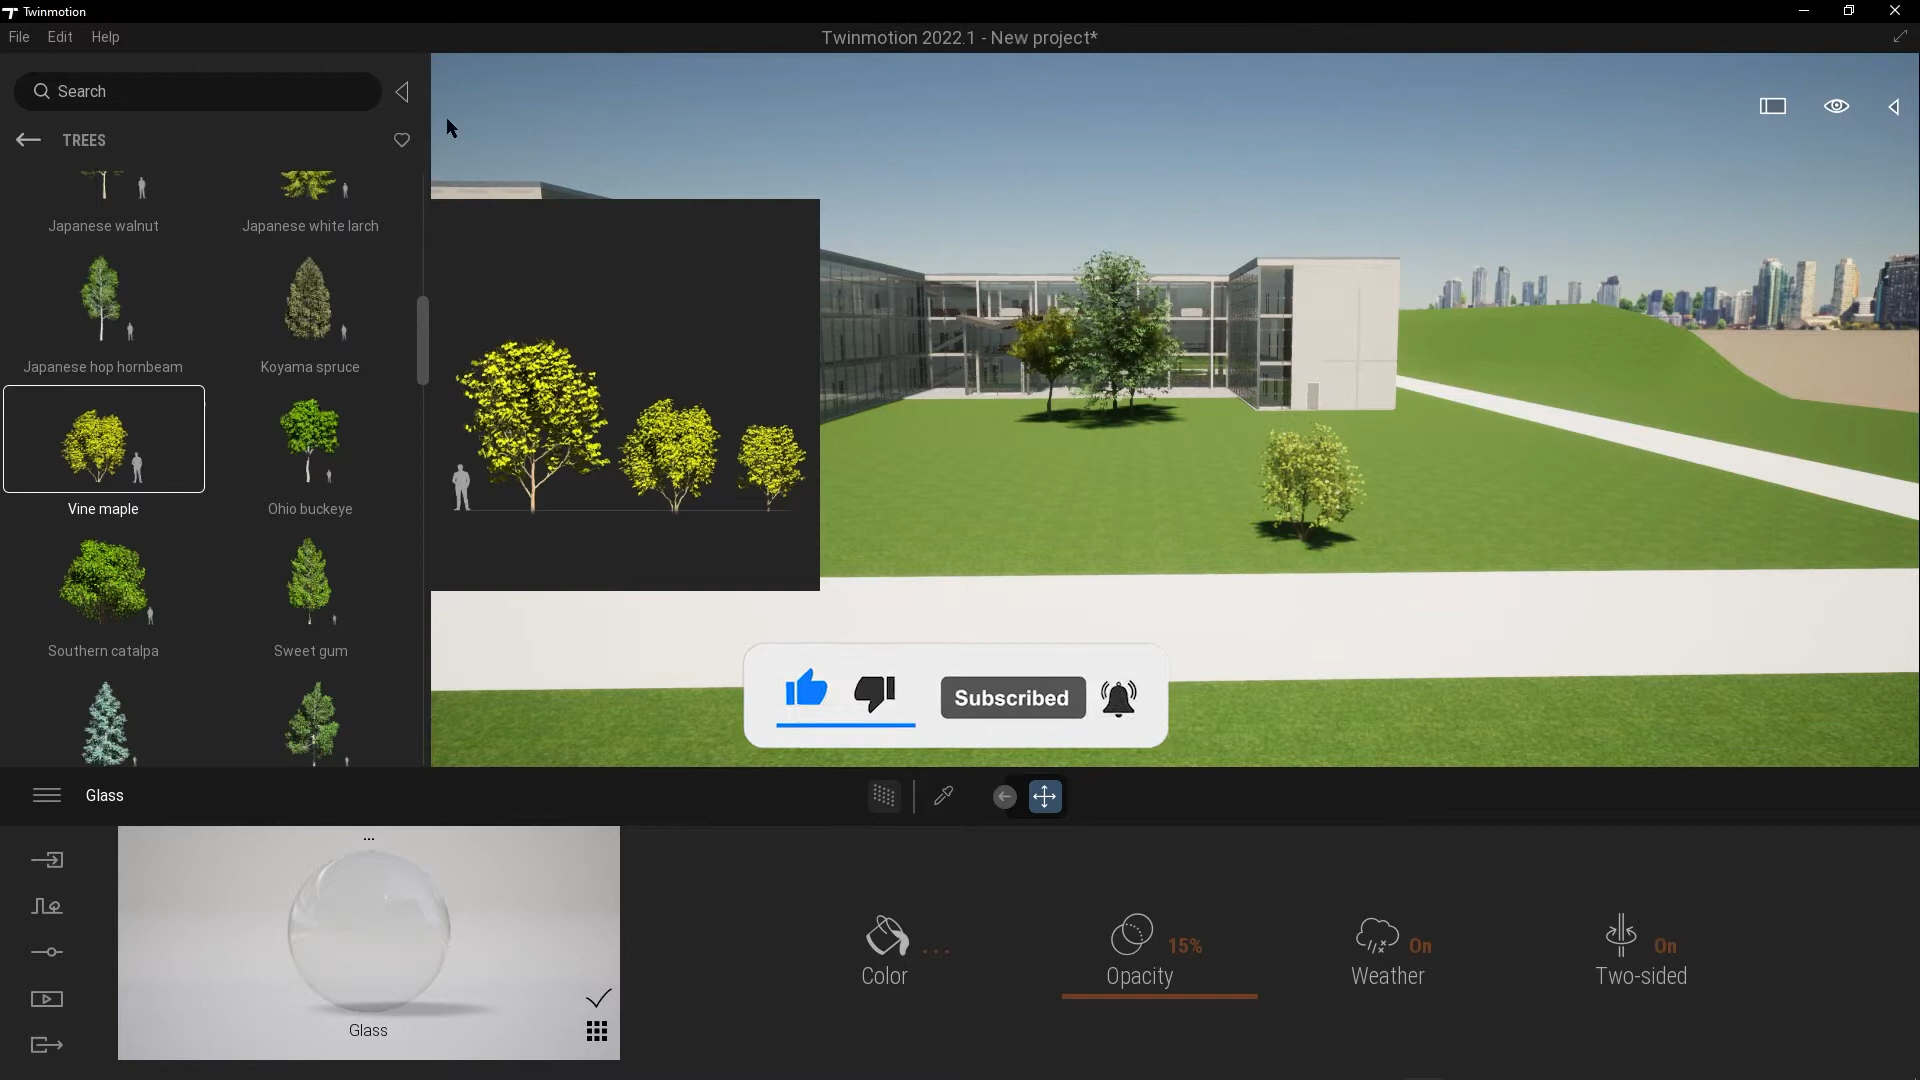 Twinmotion
File Edit Help
Twinmotion 2022.1 - New project*
Search
TREES
Japanese walnut
Japanese white larch
Japanese hop hornbeam
Koyama spruce
Vine maple
Ohio buckeye
Southern catalpa
Sweet gum
Subscribed
Glass
...
Glass
...
Color
15%
Opacity
On
Weather
On
Two-sided